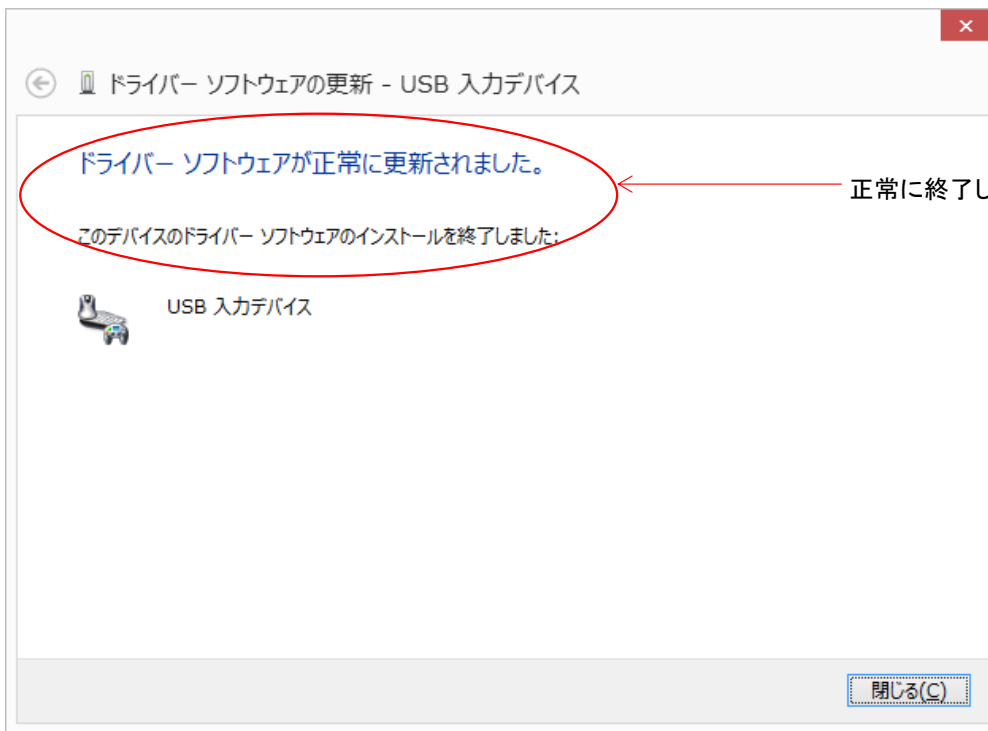 ドライバー ソフトウェアの更新 - USB 入力デバイス
ドライバー ソフトウェアが正常に更新されました。
正常に終了し
このデバイスのドライバー ソフトウェアのインストールを終了しました:
USB 入力デバイス
閉じる(C)